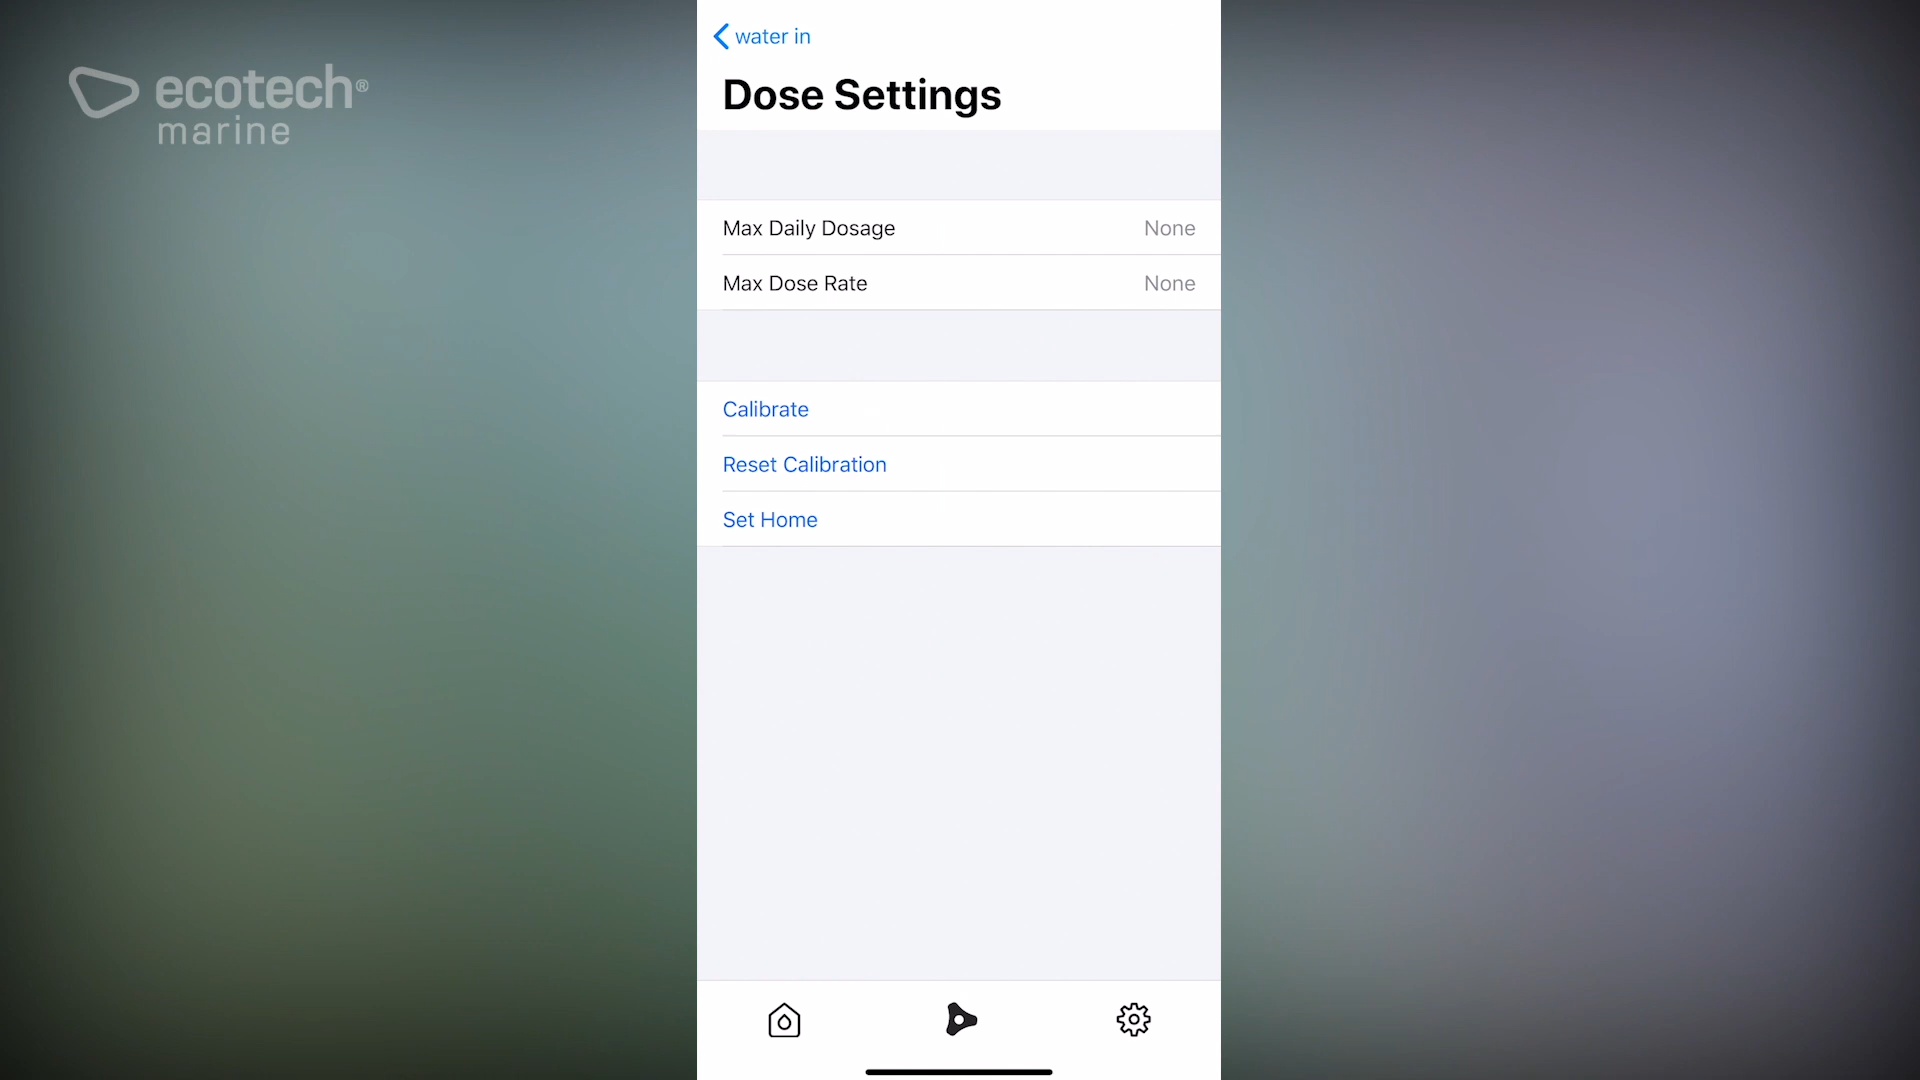 ecotech®
marine
water in
Dose Settings
Max Daily Dosage None
Max Dose Rate None
Calibrate
Reset Calibration
Set Home